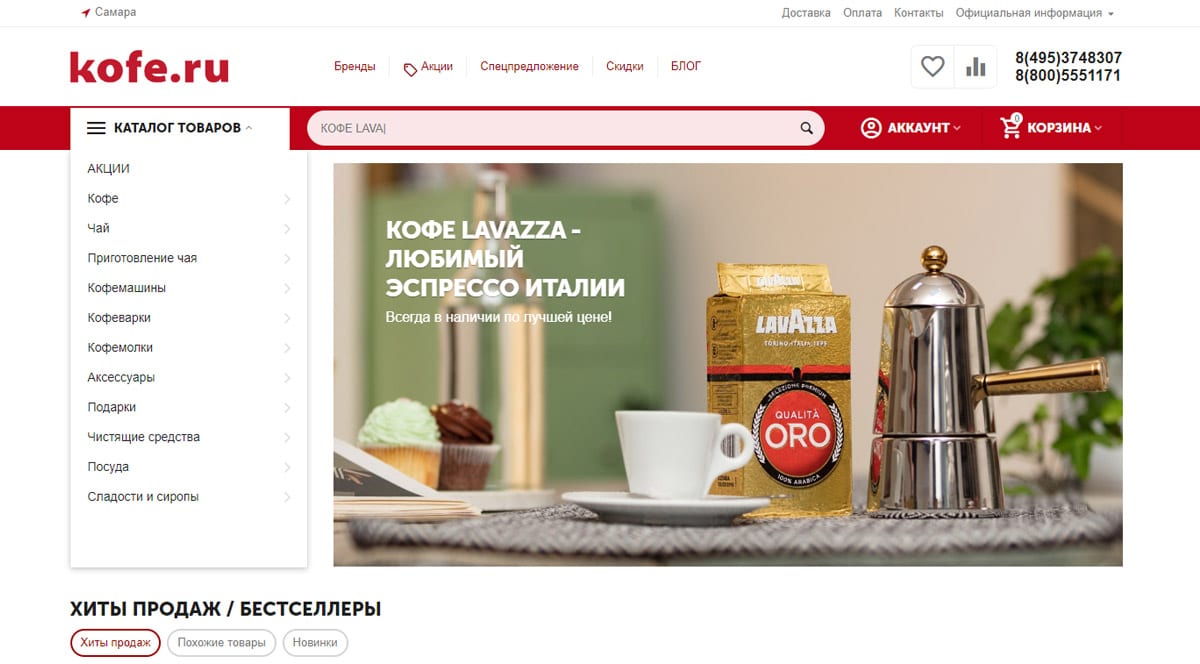 Самара
Доставка Оплата Контакты Официальная информация
kofe.ru
Бренды Акции Спецпредложение Скидки БЛОГ
8(495)3748307
8(800)5551171
КАТАЛОГ ТОВАРОВ
КОФЕ LAVA|
АККАУНТ
0
КОРЗИНА
АКЦИИ
Кофе
Чай
Приготовление чая
Кофемашины
Кофеварки
Кофемолки
Аксессуары
Подарки
Чистящие средства
Посуда
Сладости и сиропы
КОФЕ LAVAZZA -
ЛЮБИМЫЙ
ЭСПРЕССО ИТАЛИИ
Всегда в наличии по лучшей цене!
LAVAZZA
LAVAZZA
TORINO, ITALIA, 1895
SELEZIONE PREMIUM
QUALITÀ
ORO
100% ARABICA
ХИТЫ ПРОДАЖ / БЕСТСЕЛЛЕРЫ
Хиты продаж Похожие товары Новинки